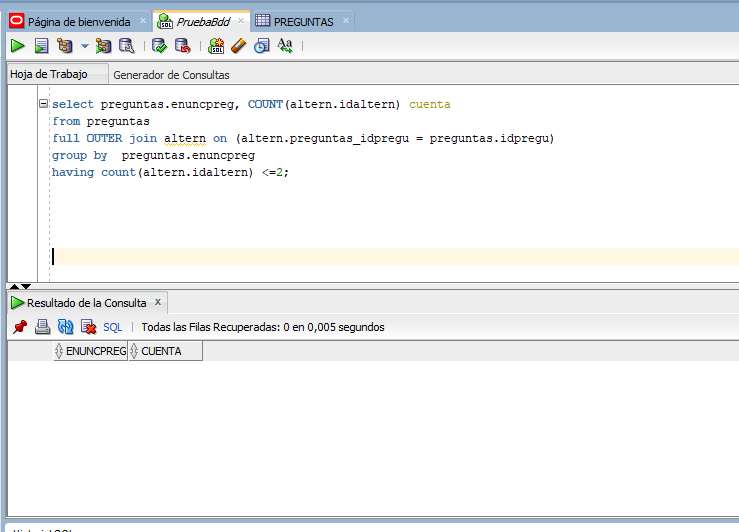 Página de bienvenida
PruebaBdd
PREGUNTAS
SQL
Aa
Hoja de Trabajo
Generador de Consultas
select preguntas.enuncpreg, COUNT(altern.idaltern) cuenta
from preguntas
full OUTER join altern on (altern.preguntas_idpregu = preguntas.idpregu)
group by  preguntas.enuncpreg
having count(altern.idaltern) <=2;
Resultado de la Consulta x
SQL | Todas las Filas Recuperadas: 0 en 0,005 segundos
ENUNCPREG CUENTA